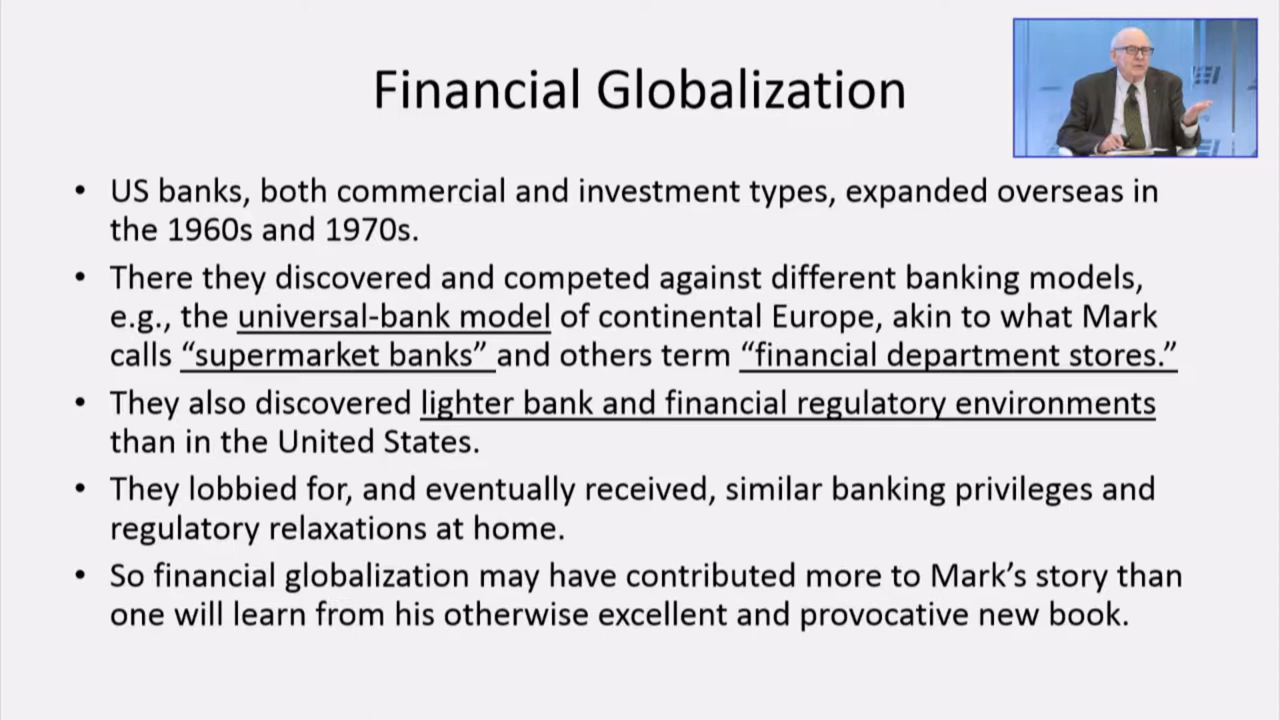 Financial Globalization
• US banks, both commercial and investment types, expanded overseas in
the 1960s and 1970s.
• There they discovered and competed against different banking models,
e.g., the universal-bank model of continental Europe, akin to what Mark
calls “supermarket banks” and others term “financial department stores.”
• They also discovered lighter bank and financial regulatory environments
than in the United States.
• They lobbied for, and eventually received, similar banking privileges and
regulatory relaxations at home.
• So financial globalization may have contributed more to Mark’s story than
one will learn from his otherwise excellent and provocative new book.